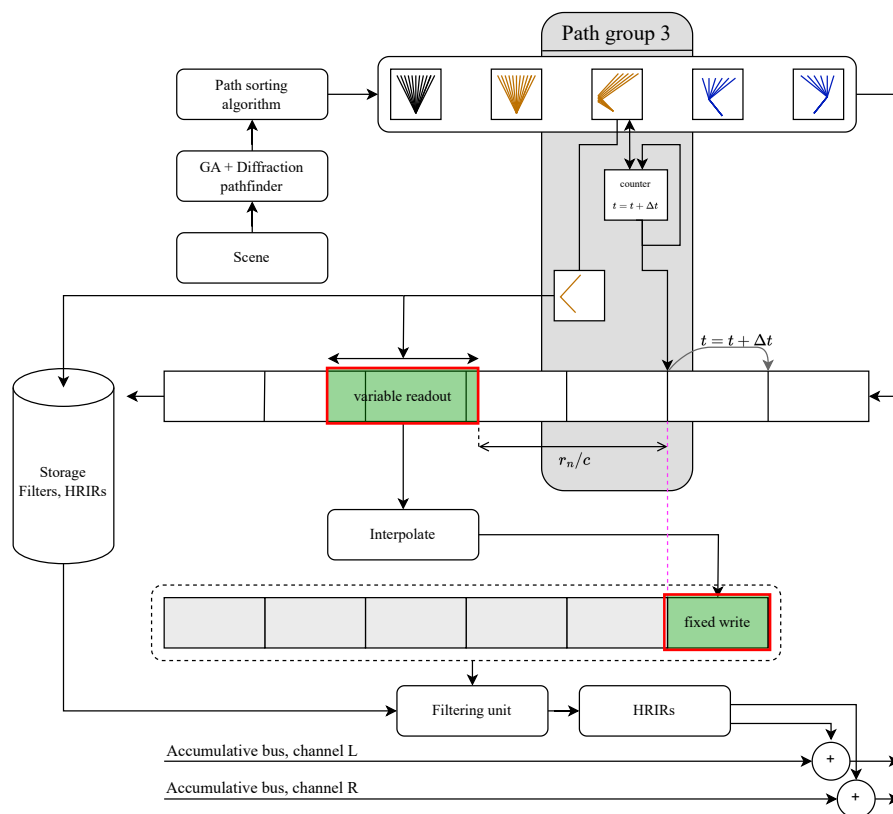 Path group 3
Path sorting
algorithm
GA + Diffraction
pathfinder
counter
t = t + Δt
Scene
t = t + Δt
variable readout
r_n/c
Storage
Filters, HRIRs
Interpolate
fixed write
Filtering unit
HRIRs
Accumulative bus, channel L
+
Accumulative bus, channel R
+